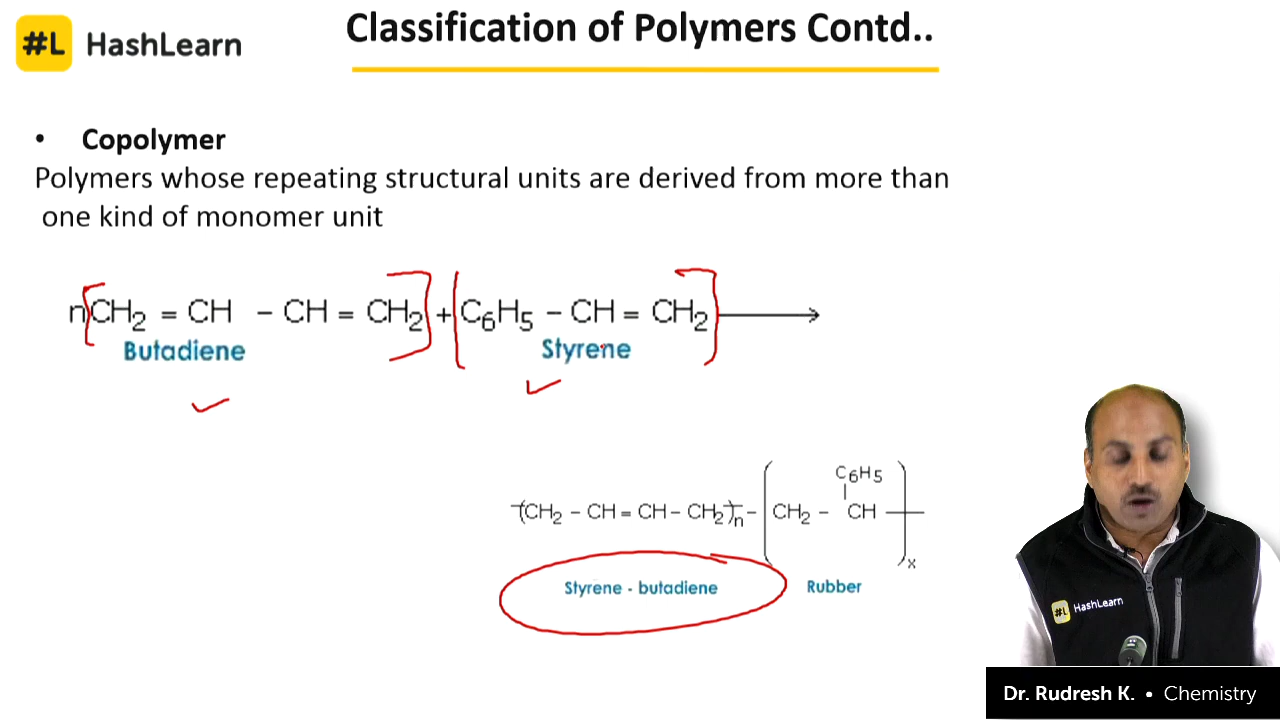 #L HashLearn
Classification of Polymers Contd..
• Copolymer
Polymers whose repeating structural units are derived from more than
one kind of monomer unit
nCH₂ = CH – CH = CH₂ + C₆H₅ – CH = CH₂
Butadiene Styrene
C₆H₅
(CH₂ – CH = CH – CH₂)ₙ – CH₂ – CH
x
Styrene - butadiene Rubber
#L HashLearn
Dr. Rudresh K. • Chemistry